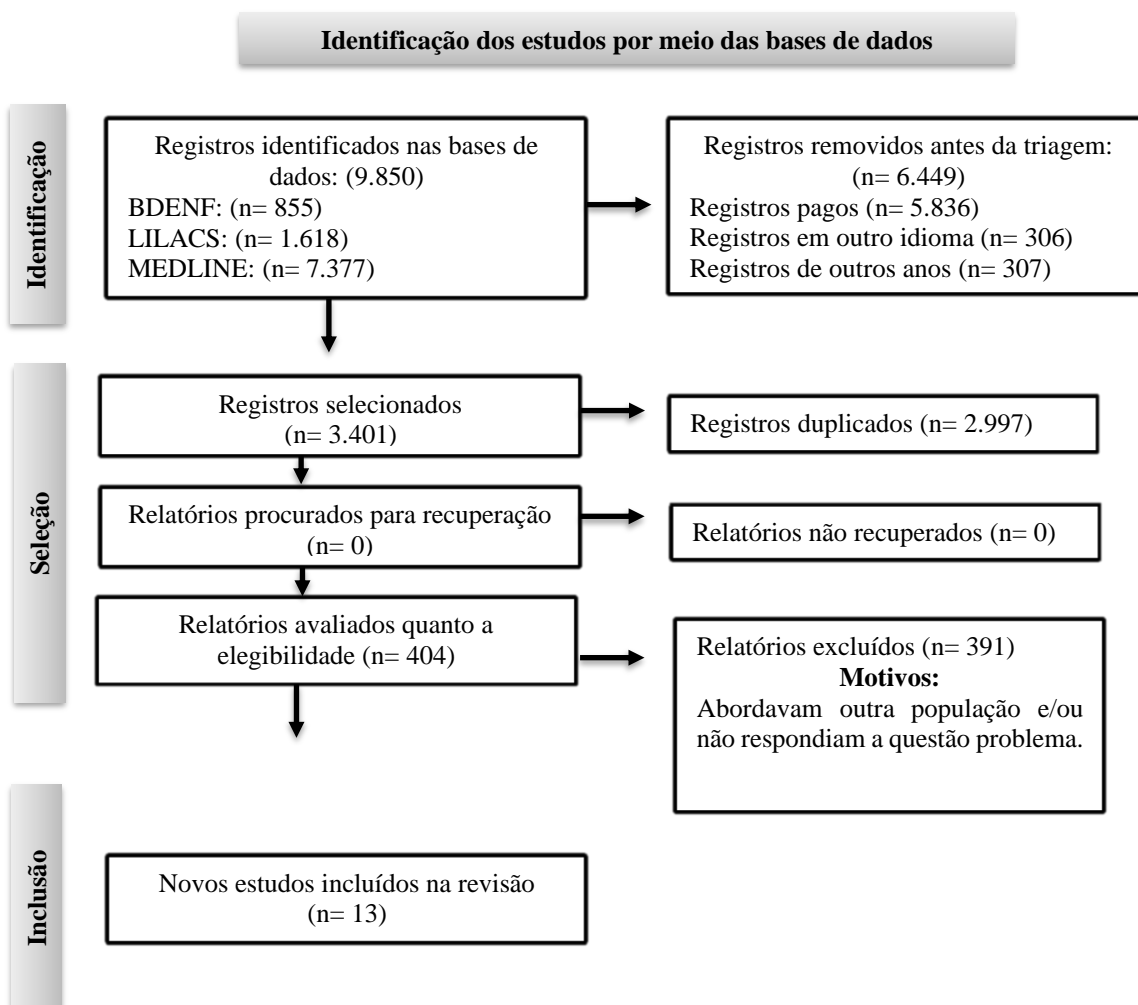 Identificação dos estudos por meio das bases de dados
Identificação
Registros identificados nas bases de
dados: (9.850)
BDENF: (n= 855)
LILACS: (n= 1.618)
MEDLINE: (n= 7.377)
Registros removidos antes da triagem:
(n= 6.449)
Registros pagos (n= 5.836)
Registros em outro idioma (n= 306)
Registros de outros anos (n= 307)
Seleção
Registros selecionados
(n= 3.401)
Registros duplicados (n= 2.997)
Relatórios procurados para recuperação
(n= 0)
Relatórios não recuperados (n= 0)
Relatórios avaliados quanto a
elegibilidade (n= 404)
Relatórios excluídos (n= 391)
Motivos:
Abordavam outra população e/ou
não respondiam a questão problema.
Inclusão
Novos estudos incluídos na revisão
(n= 13)